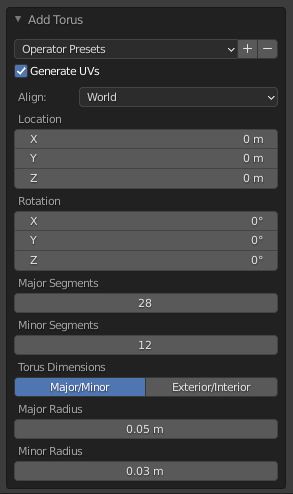 Add Torus
Operator Presets + −
Generate UVs
Align: World
Location
X 0 m
Y 0 m
Z 0 m
Rotation
X 0°
Y 0°
Z 0°
Major Segments
28
Minor Segments
12
Torus Dimensions
Major/Minor Exterior/Interior
Major Radius
0.05 m
Minor Radius
0.03 m